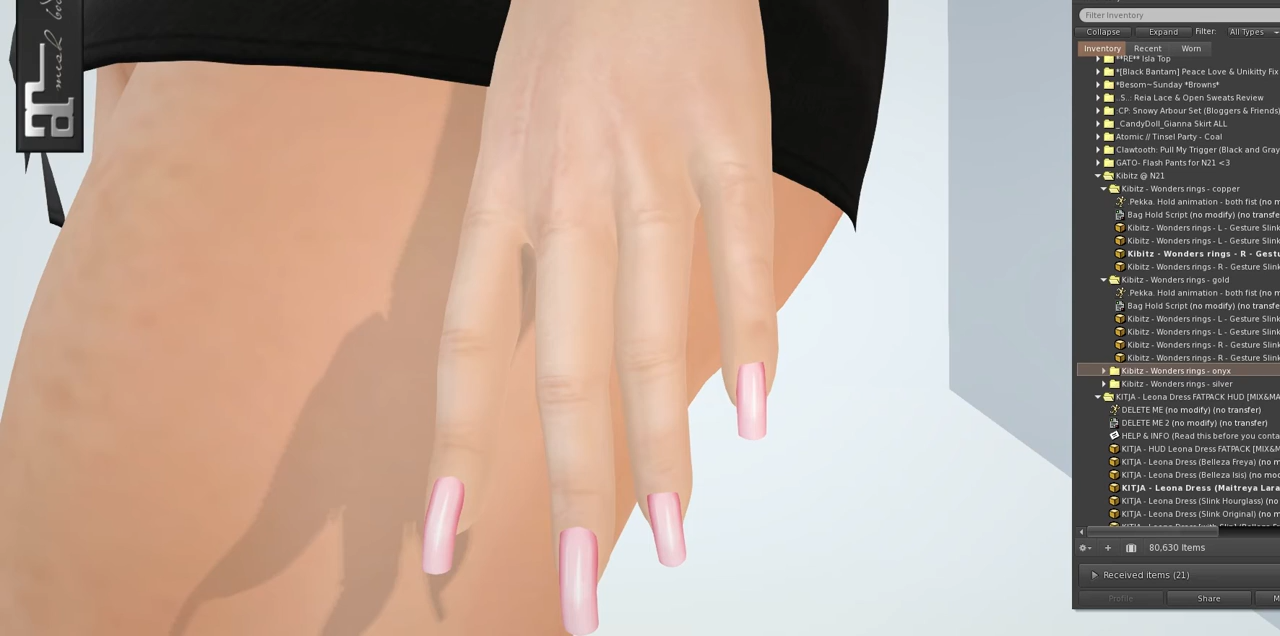 mesh
Filter Inventory
Collapse Expand Filter: All Types
Inventory Recent Worn
**RE** Isla Top
*[Black Bantam] Peace Love & Unikitty Fix
*Besom~Sunday *Browns*
..S..: Reia Lace & Open Sweats Review
:CP: Snowy Arbour Set (Bloggers & Friends)
_CandyDoll_Gianna Skirt ALL
Atomic // Tinsel Party - Coal
Clawtooth: Pull My Trigger (Black and Gray
GATO- Flash Pants for N21 <3
Kibitz @ N21
Kibitz - Wonders rings - copper
.Pekka. Hold animation - both fist (no m
Bag Hold Script (no modify) (no transfe
Kibitz - Wonders rings - L - Gesture Slink
Kibitz - Wonders rings - L - Gesture Slink
Kibitz - Wonders rings - R - Gestu
Kibitz - Wonders rings - R - Gesture Slink
Kibitz - Wonders rings - gold
.Pekka. Hold animation - both fist (no m
Bag Hold Script (no modify) (no transfe
Kibitz - Wonders rings - L - Gesture Slink
Kibitz - Wonders rings - L - Gesture Slink
Kibitz - Wonders rings - R - Gesture Slink
Kibitz - Wonders rings - R - Gesture Slink
Kibitz - Wonders rings - onyx
Kibitz - Wonders rings - silver
KITJA - Leona Dress FATPACK HUD [MIX&MA
DELETE ME (no modify) (no transfer)
DELETE ME 2 (no modify) (no transfer)
HELP & INFO (Read this before you conta
KITJA - HUD Leona Dress FATPACK [MIX&M
KITJA - Leona Dress (Belleza Freya) (no m
KITJA - Leona Dress (Belleza Isis) (no mod
KITJA - Leona Dress (Maitreya Lara
KITJA - Leona Dress (Slink Hourglass) (no
KITJA - Leona Dress (Slink Original) (no m
80,630 Items
Received items (21)
Profile Share M